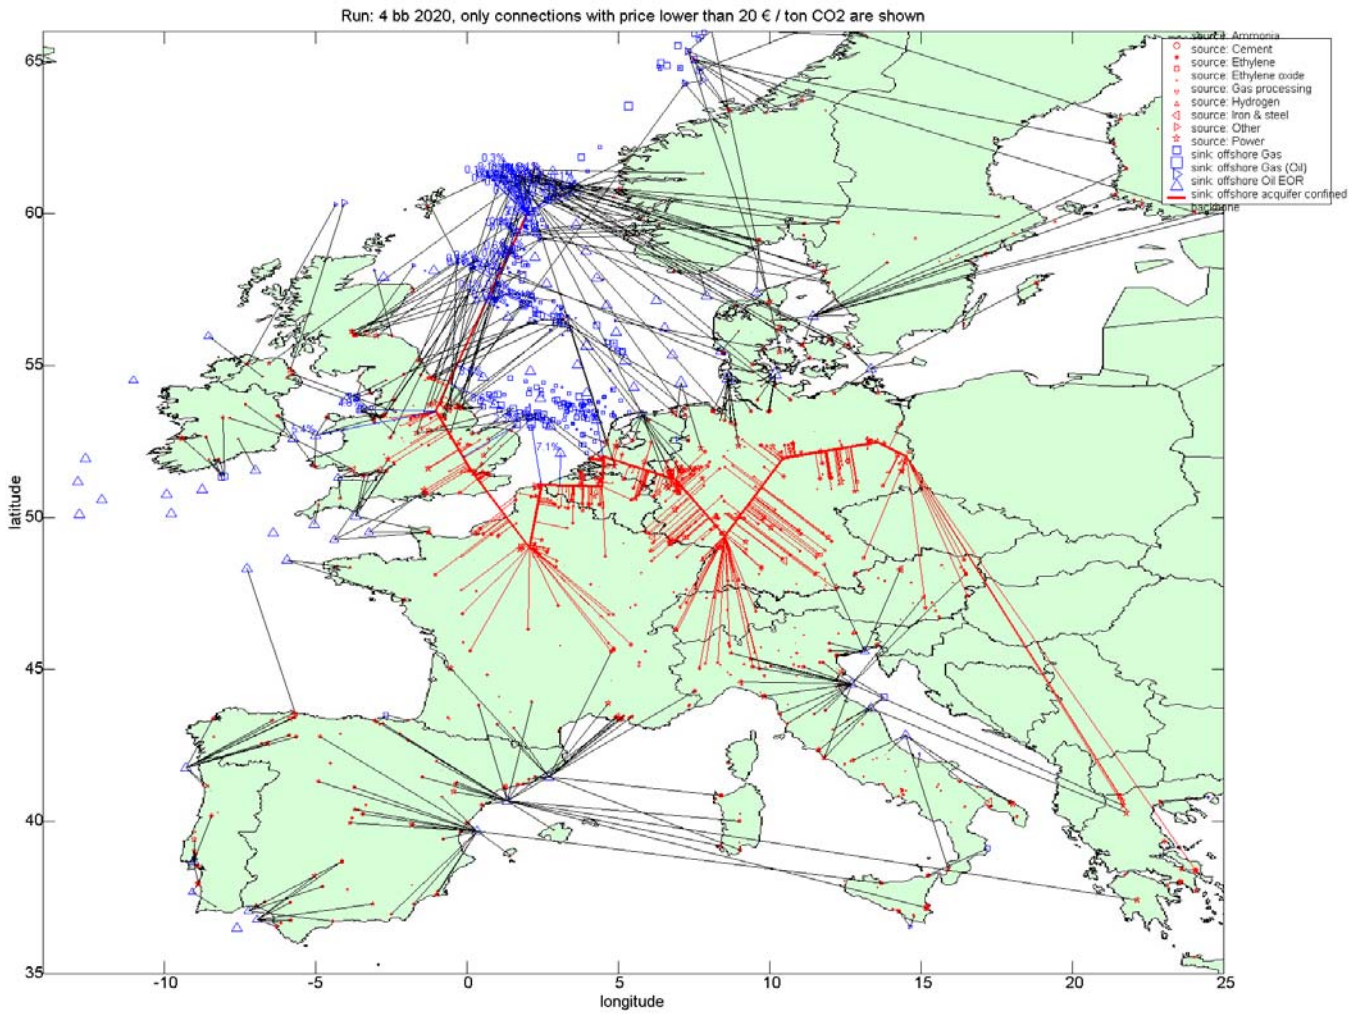 Run: 4 bb 2020, only connections with price lower than 20 € / ton CO2 are shown
source: Ammonia
source: Cement
source: Ethylene
source: Ethylene oxide
source: Gas processing
source: Hydrogen
source: Iron & steel
source: Other
source: Power
sink: offshore Gas
sink: offshore Gas (Oil)
sink: offshore Oil EOR
sink: offshore acquifer confined
backbone
65
60
55
50
45
40
35
latitude
0.3%
7.1%
-10
-5
0
5
10
15
20
25
longitude